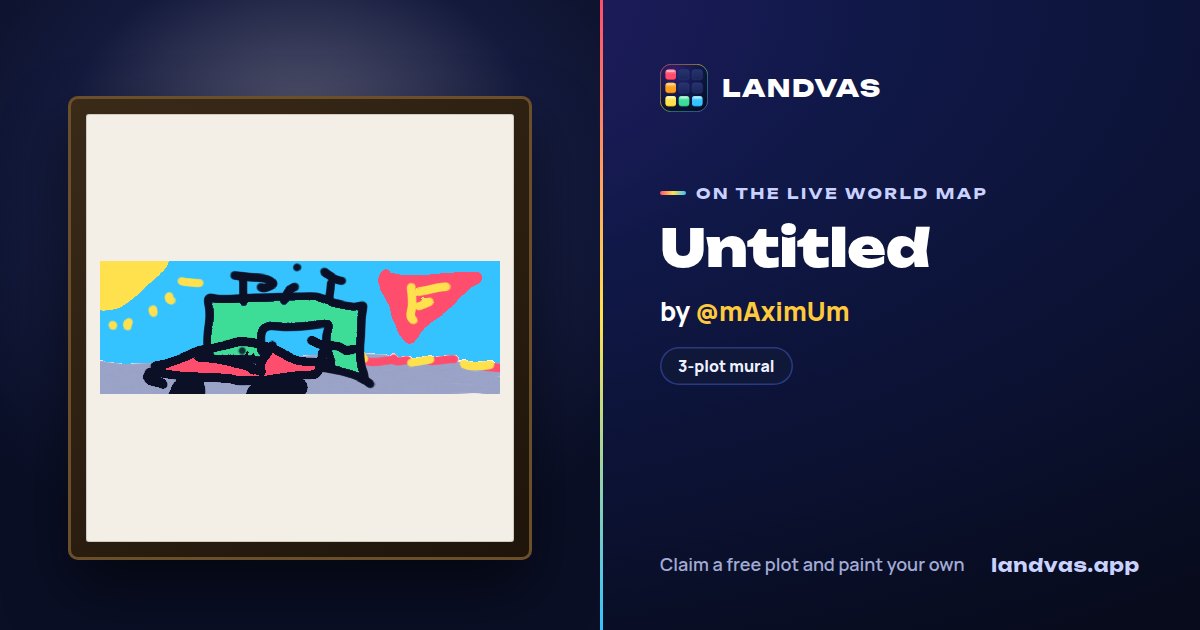 F
LANDVAS
ON THE LIVE WORLD MAP
Untitled
by @mAximUm
3-plot mural
Claim a free plot and paint your own
landvas.app